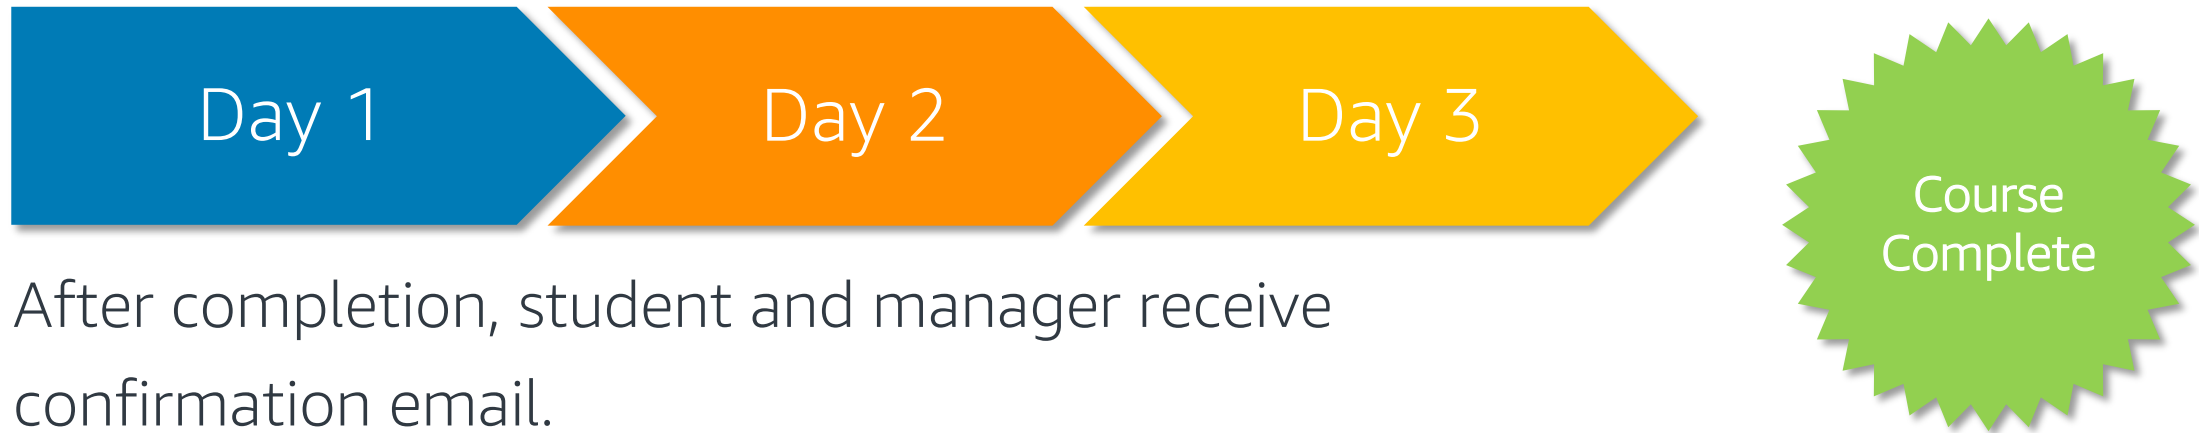 Day 1
Day 2
Day 3
Course
Complete
After completion, student and manager receive
confirmation email.